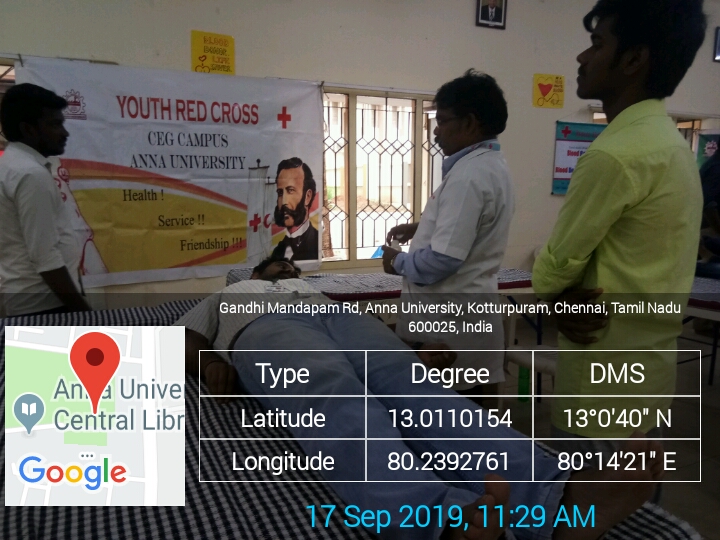 YOUTH RED CROSS
CEG CAMPUS
ANNA UNIVERSITY
Health !
Service !!
Friendship !!!
Gandhi Mandapam Rd, Anna University, Kotturpuram, Chennai, Tamil Nadu
600025, India
Type Degree DMS
Latitude 13.0110154 13°0'40" N
Longitude 80.2392761 80°14'21" E
Anna Univer
Central Libr
Google
17 Sep 2019, 11:29 AM